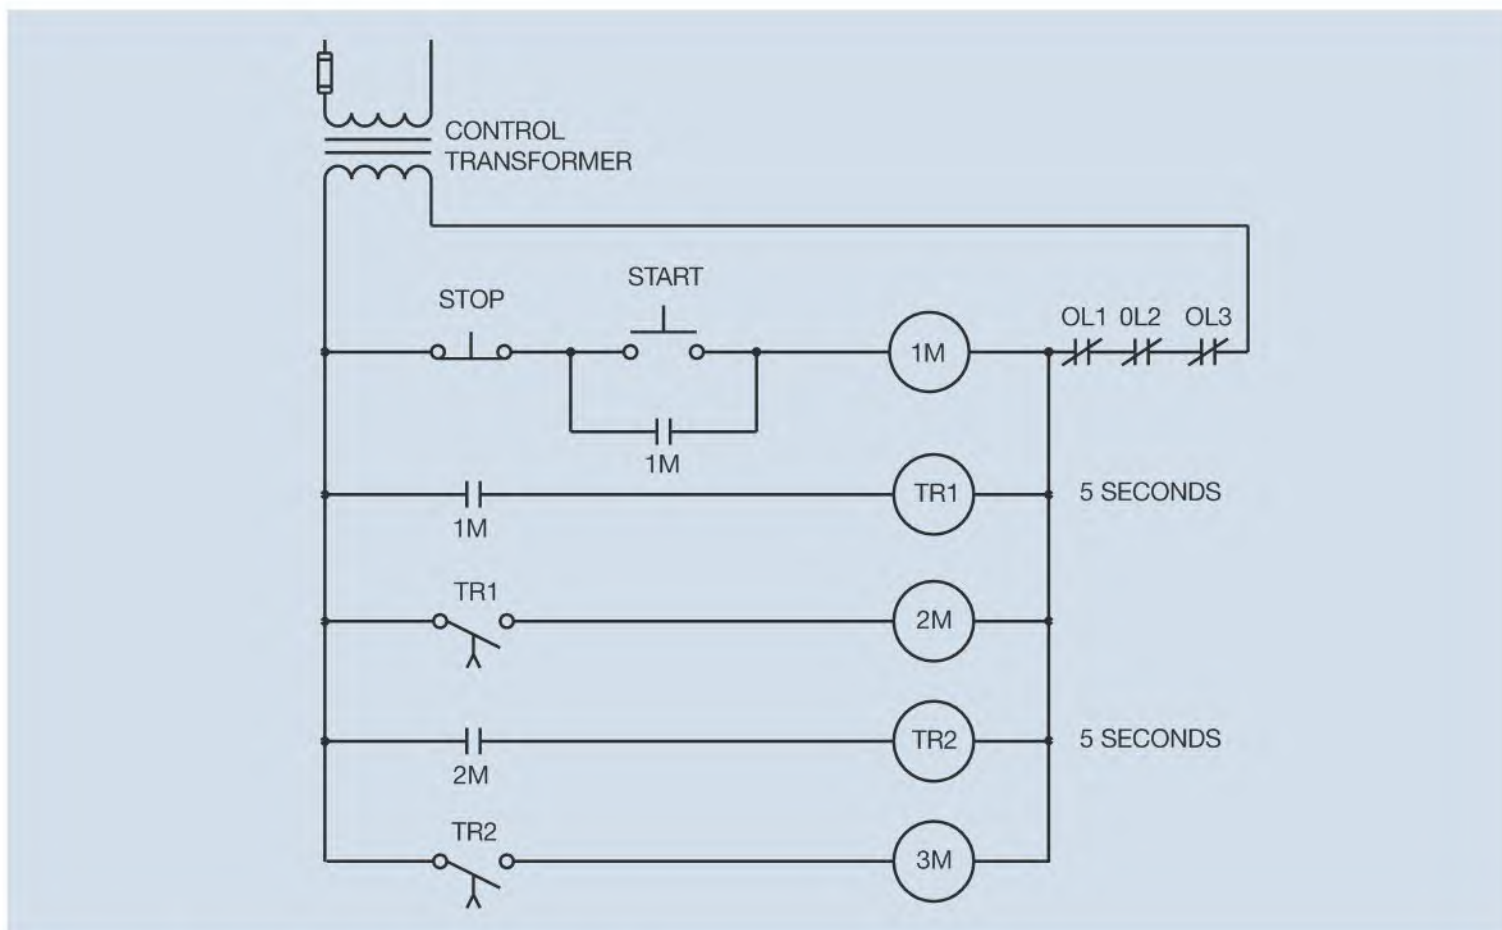 CONTROL
TRANSFORMER
START
STOP
OL1 0L2 OL3
1M
1M
1M
TR1
5 SECONDS
TR1
2M
2M
TR2
5 SECONDS
TR2
3M